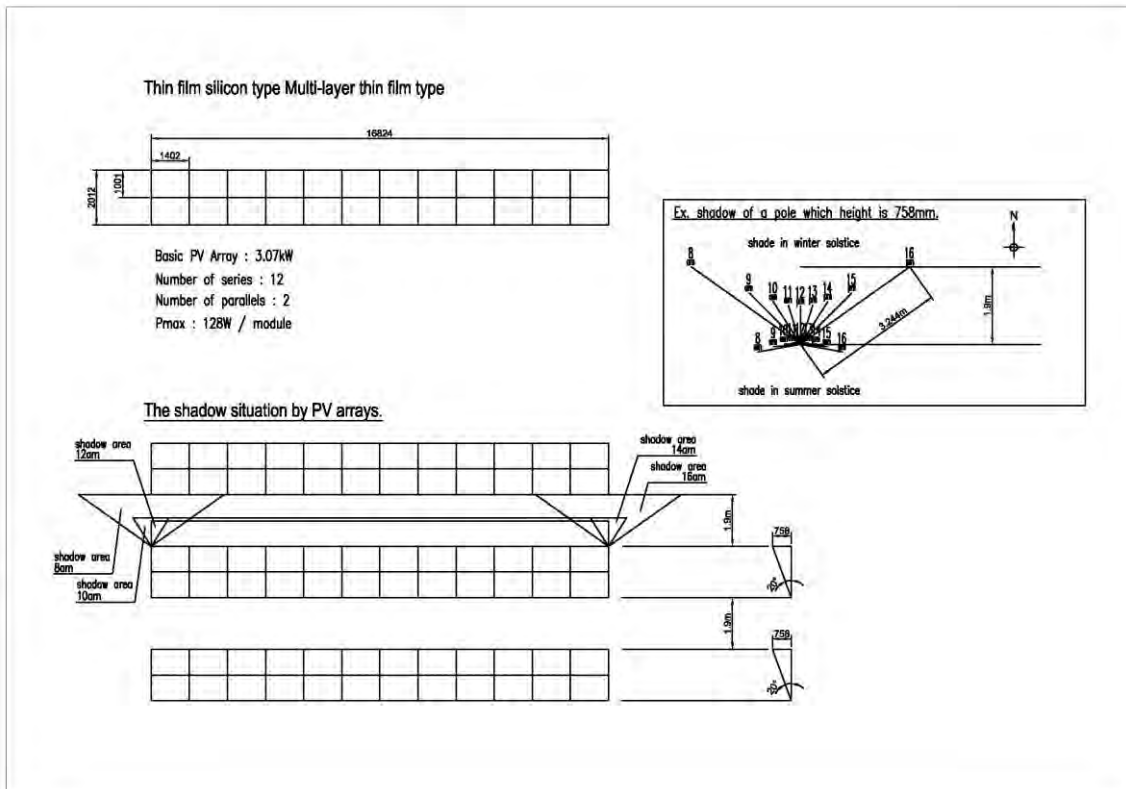 Thin film silicon type Multi-layer thin film type
16824
1402
2012
1001
Basic PV Array : 3.07kW
Number of series : 12
Number of parallels : 2
Pmax : 128W / module
Ex. shadow of a pole which height is 758mm.
N
shade in winter solstice
8
16
9
15
10
14
11 12 13
1.9m
3.244m
8
9
15
16
shade in summer solstice
The shadow situation by PV arrays.
shadow area
12am
shadow area
14am
shadow area
16am
shadow area
8am
shadow area
10am
1.9m
758
20°
1.9m
758
20°